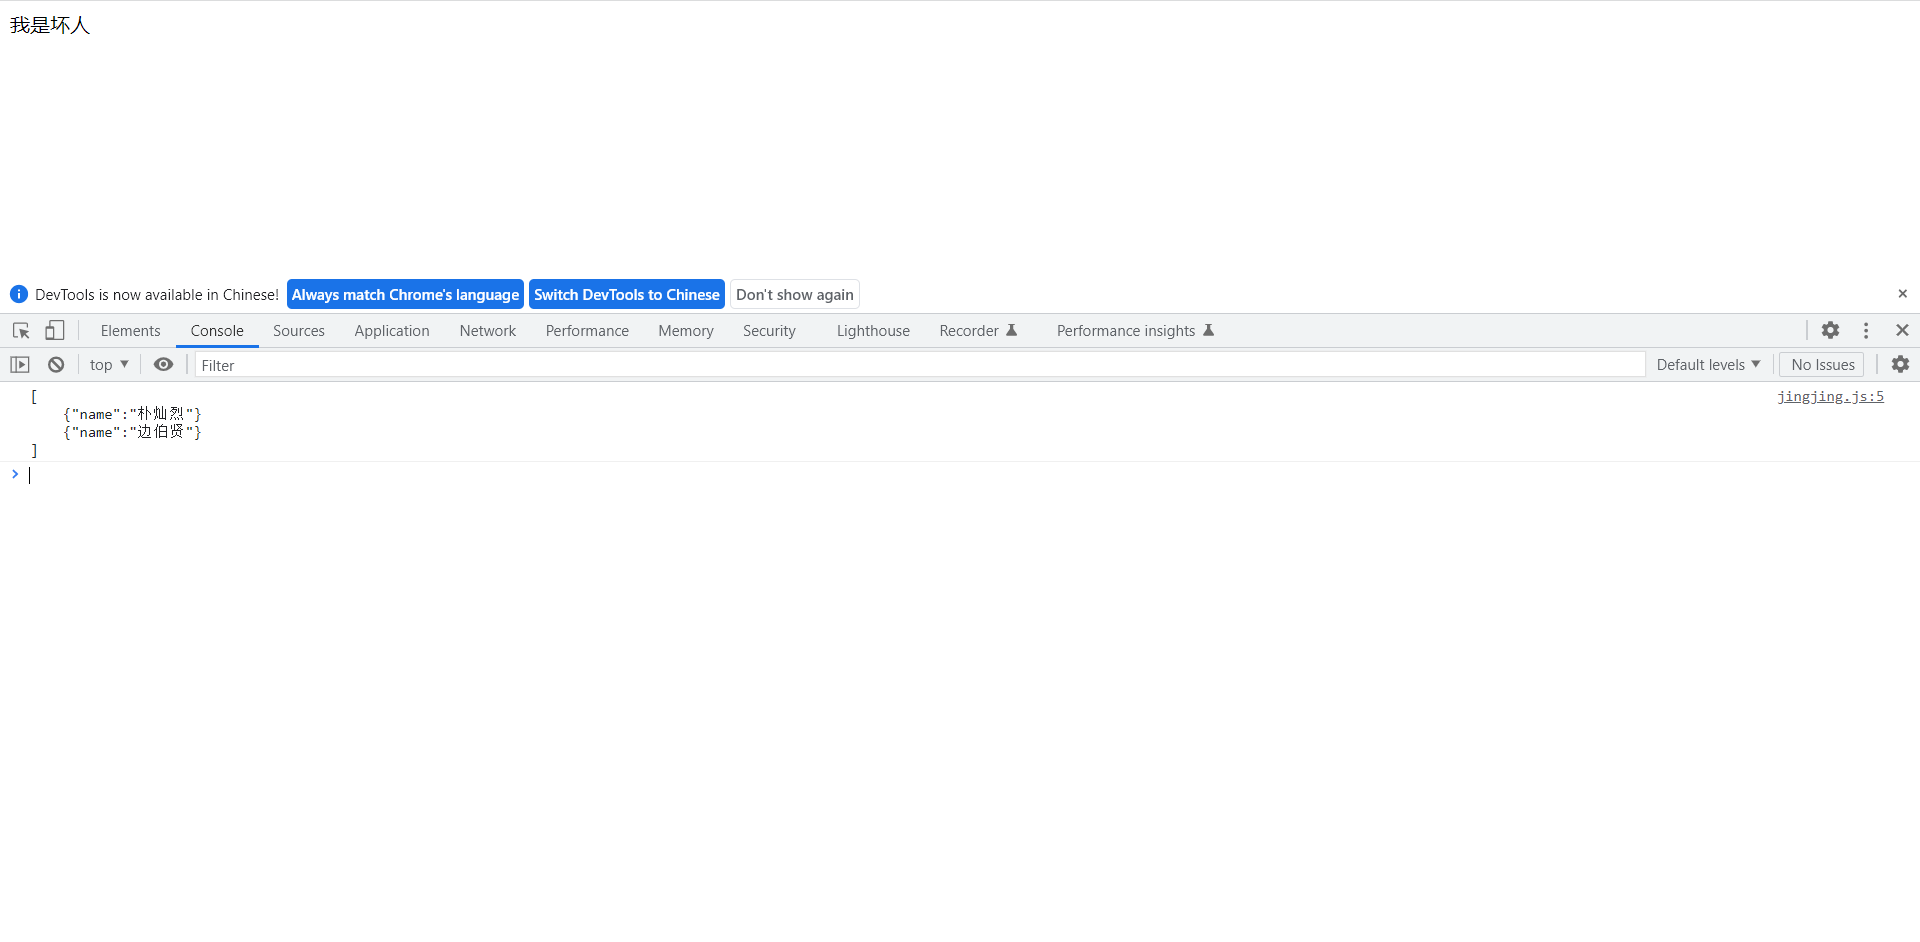 我是坏人
DevTools is now available in Chinese! Always match Chrome's language Switch DevTools to Chinese Don't show again ×
Elements Console Sources Application Network Performance Memory Security Lighthouse Recorder Performance insights
top Filter Default levels No Issues
[ jingjing.js:5
{"name":"朴灿烈"}
{"name":"边伯贤"}
]
>